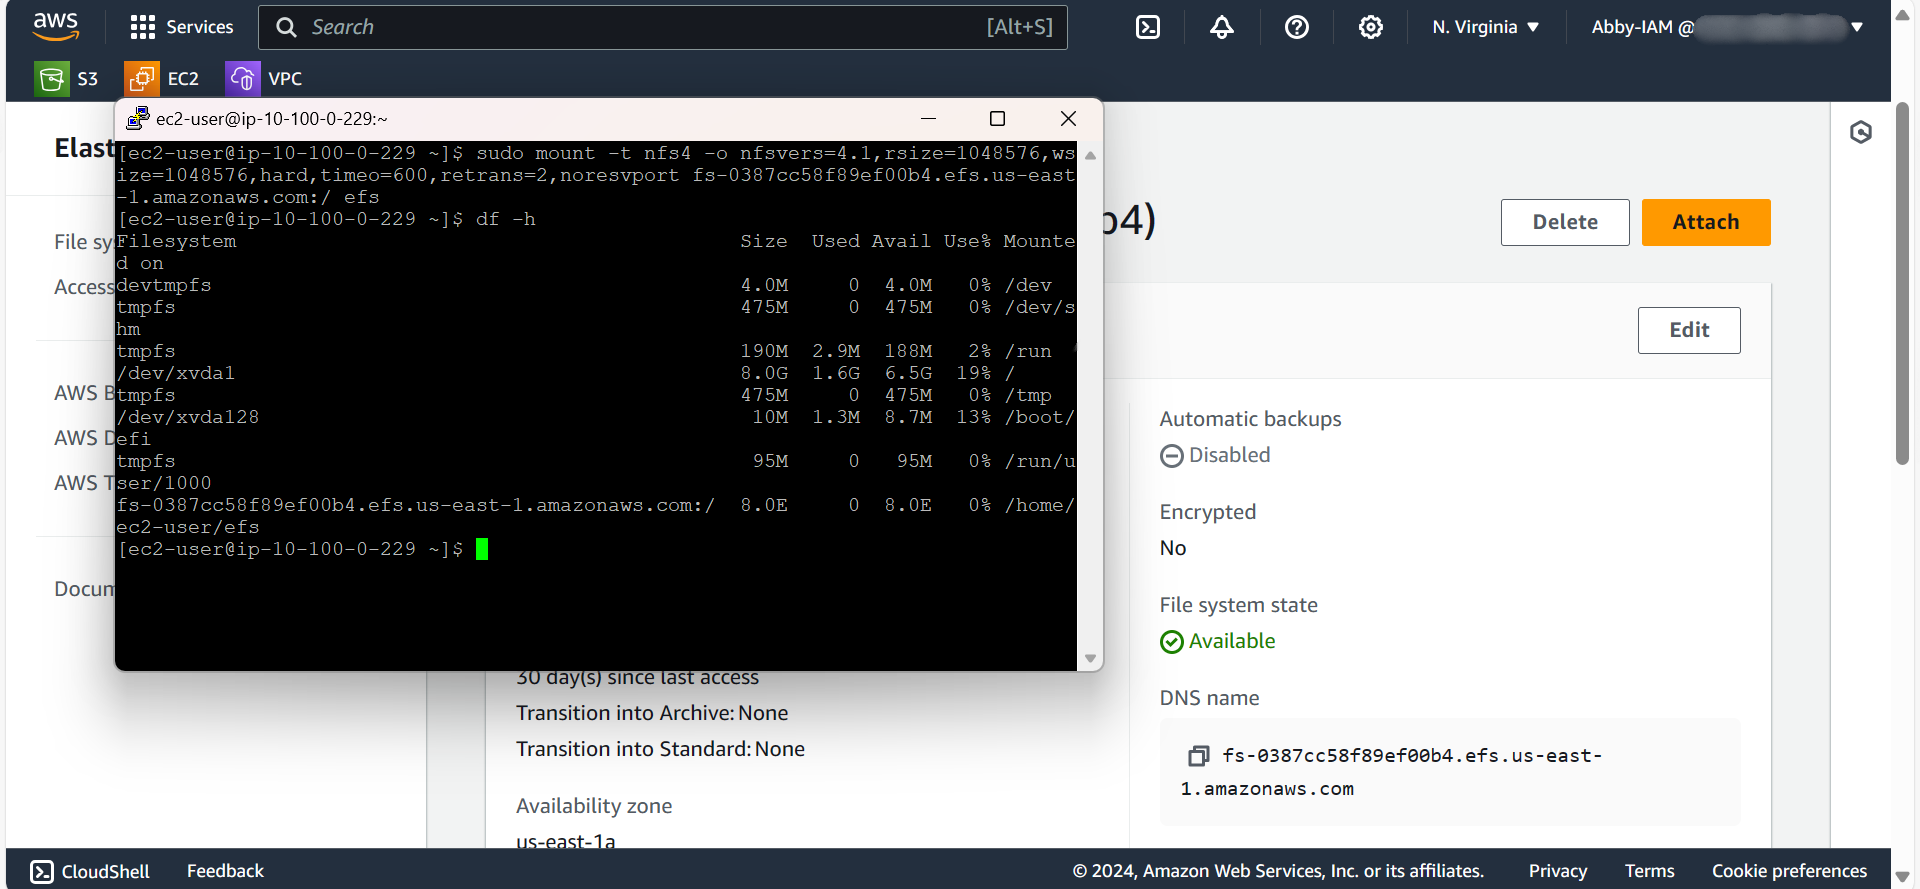 aws
Services
Search
[Alt+S]
N. Virginia
Abby-IAM @
S3
EC2
VPC
ec2-user@ip-10-100-0-229:~
[ec2-user@ip-10-100-0-229 ~]$ sudo mount -t nfs4 -o nfsvers=4.1,rsize=1048576,ws
ize=1048576,hard,timeo=600,retrans=2,noresvport fs-0387cc58f89ef00b4.efs.us-east
-1.amazonaws.com:/ efs
[ec2-user@ip-10-100-0-229 ~]$ df -h
Filesystem Size Used Avail Use% Mounte
d on
devtmpfs 4.0M 0 4.0M 0% /dev
tmpfs 475M 0 475M 0% /dev/s
hm
tmpfs 190M 2.9M 188M 2% /run
/dev/xvda1 8.0G 1.6G 6.5G 19% /
tmpfs 475M 0 475M 0% /tmp
/dev/xvda128 10M 1.3M 8.7M 13% /boot/
efi
tmpfs 95M 0 95M 0% /run/u
ser/1000
fs-0387cc58f89ef00b4.efs.us-east-1.amazonaws.com:/ 8.0E 0 8.0E 0% /home/
ec2-user/efs
[ec2-user@ip-10-100-0-229 ~]$
Elast
File sy
Access
AWS B
AWS D
AWS T
Docum
b4)
Delete
Attach
Edit
30 day(s) since last access
Transition into Archive: None
Transition into Standard: None
Availability zone
us-east-1a
Automatic backups
Disabled
Encrypted
No
File system state
Available
DNS name
fs-0387cc58f89ef00b4.efs.us-east-
1.amazonaws.com
CloudShell
Feedback
© 2024, Amazon Web Services, Inc. or its affiliates.
Privacy
Terms
Cookie preferences